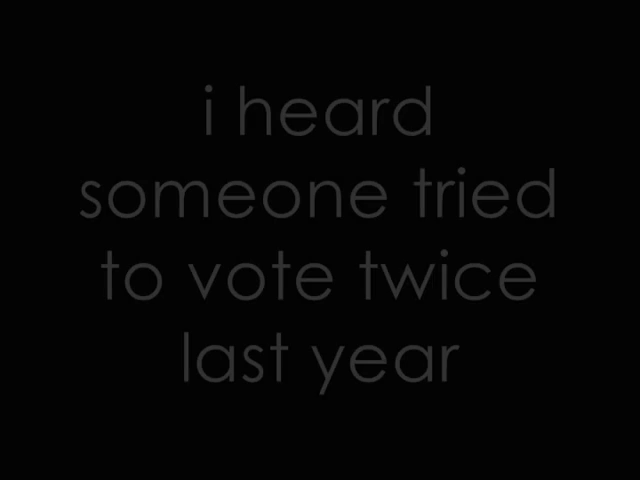 i heard
someone tried
to vote twice
last year